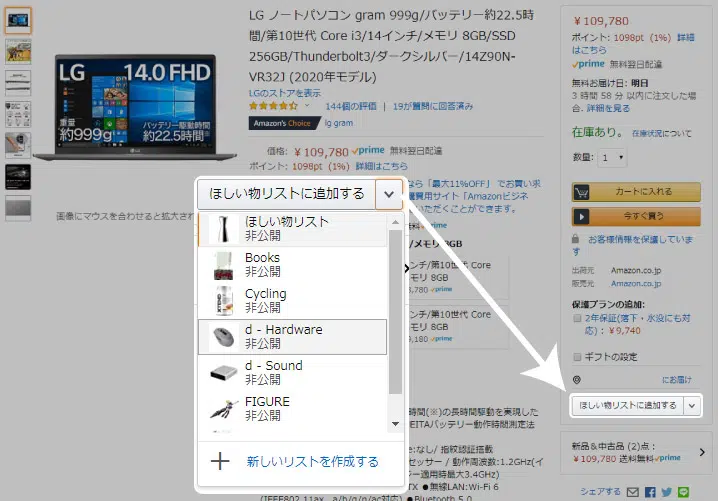 LG ノートパソコン gram 999g/バッテリー約22.5時
間/第10世代 Core i3/14インチ/メモリ 8GB/SSD
256GB/Thunderbolt3/ダークシルバー/14Z90N-
VR32J (2020年モデル)
LGのストアを表示
144個の評価 | 19が質問に回答済み
Amazon's Choice
lg gram
価格: ￥109,780 prime 無料翌日配達
ポイント: 1098pt (1%) 詳細はこちら
LG 14.0 FHD
重量
約999g
バッテリー駆動時間
約22.5時間
画像にマウスを合わせると拡大され
なら「最大11%OFF」でお買い求
購買用サイト「Amazonビジネ
いただくことができます。
ほしい物リストに追加する
ほしい物リスト
非公開
Books
非公開
Cycling
非公開
d - Hardware
非公開
d - Sound
非公開
FIGURE
非公開
新しいリストを作成する
/メモリ 8GB
ンチ/第10世代 Core
モリ 8GB
prime
ンチ/第10世代 Core
モリ 8GB
prime
時間(※)の長時間駆動を実現した
EITAバッテリー動作時間測定法
なし/ 指紋認証搭載
セッサー / 動作周波数:1.2GHz(イ
適用時最大3.4GHz)
●無線LAN:Wi-Fi 6
(IEEE802.11ax, a/b/g/n/ac対応) ●Bluetooth 5.0
￥109,780
ポイント: 1098pt (1%) 詳細
はこちら
prime 無料翌日配達
無料お届け日: 明日
3 時間 58 分 以内に注文した場
合. 詳細を見る
在庫あり。 在庫状況について
数量: 1
カートに入れる
今すぐ買う
お客様情報を保護していま
す
出荷元 Amazon.co.jp
販売元 Amazon.co.jp
保護プランの追加:
2年保証(落下・水没にも対
応): ￥9,740
ギフトの設定
にお届け
ほしい物リストに追加する
新品&中古品 (2)点:
￥109,780 送料無料 prime
シェアする